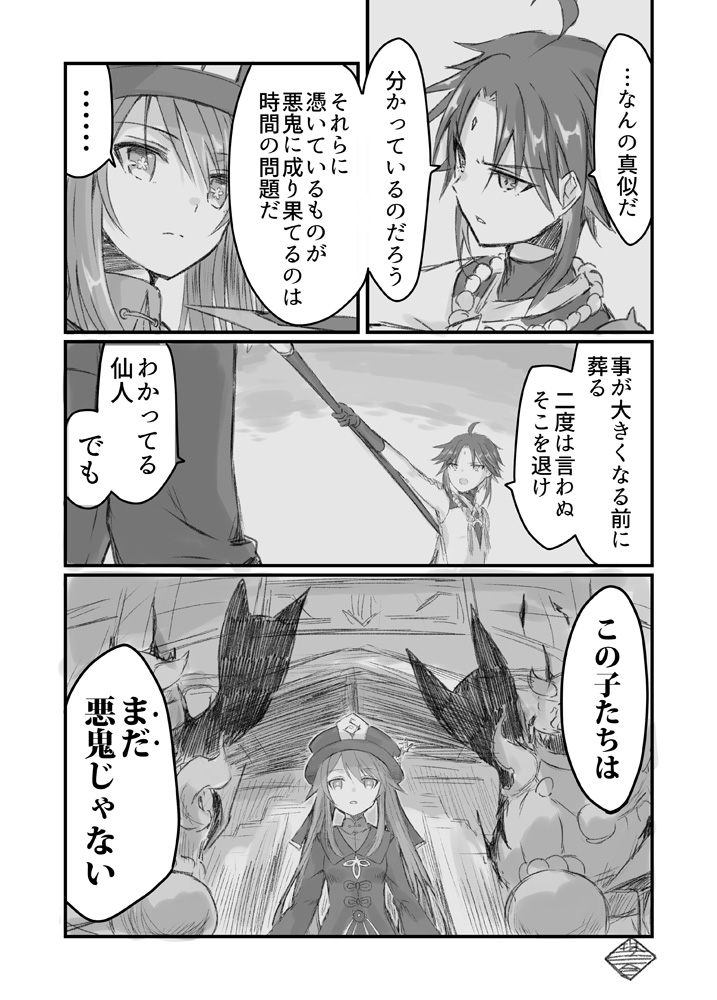 …なんの真似だ
分かっているのだろう
それらに
憑いているものが
悪鬼に成り果てるのは
時間の問題だ
……
事が大きくなる前に
葬る
二度は言わぬ
そこを退け
わかってる
仙人
でも
この子たちは
まだ
悪鬼じゃない